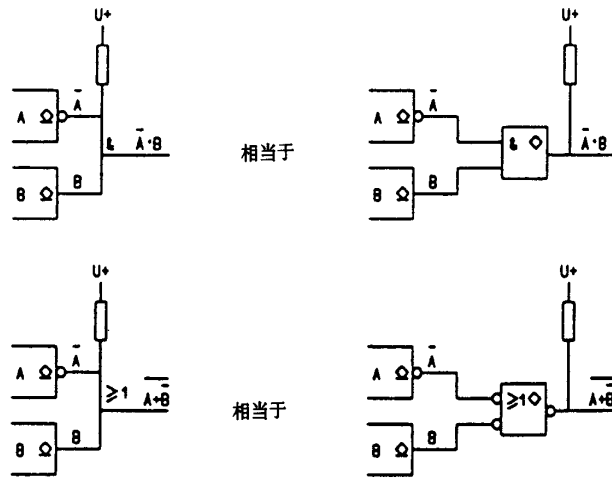 U+
A ◇ Ā
& Ā·B
B ◇ B
相当于
U+
A ◇ Ā
& ◇ Ā·B
B ◇ B
U+
A ◇ Ā
≥1 A̅+̅B̿
B ◇ B
相当于
U+
A ◇ Ā
≥1 ◇ A̅+̅B̿
B ◇ B